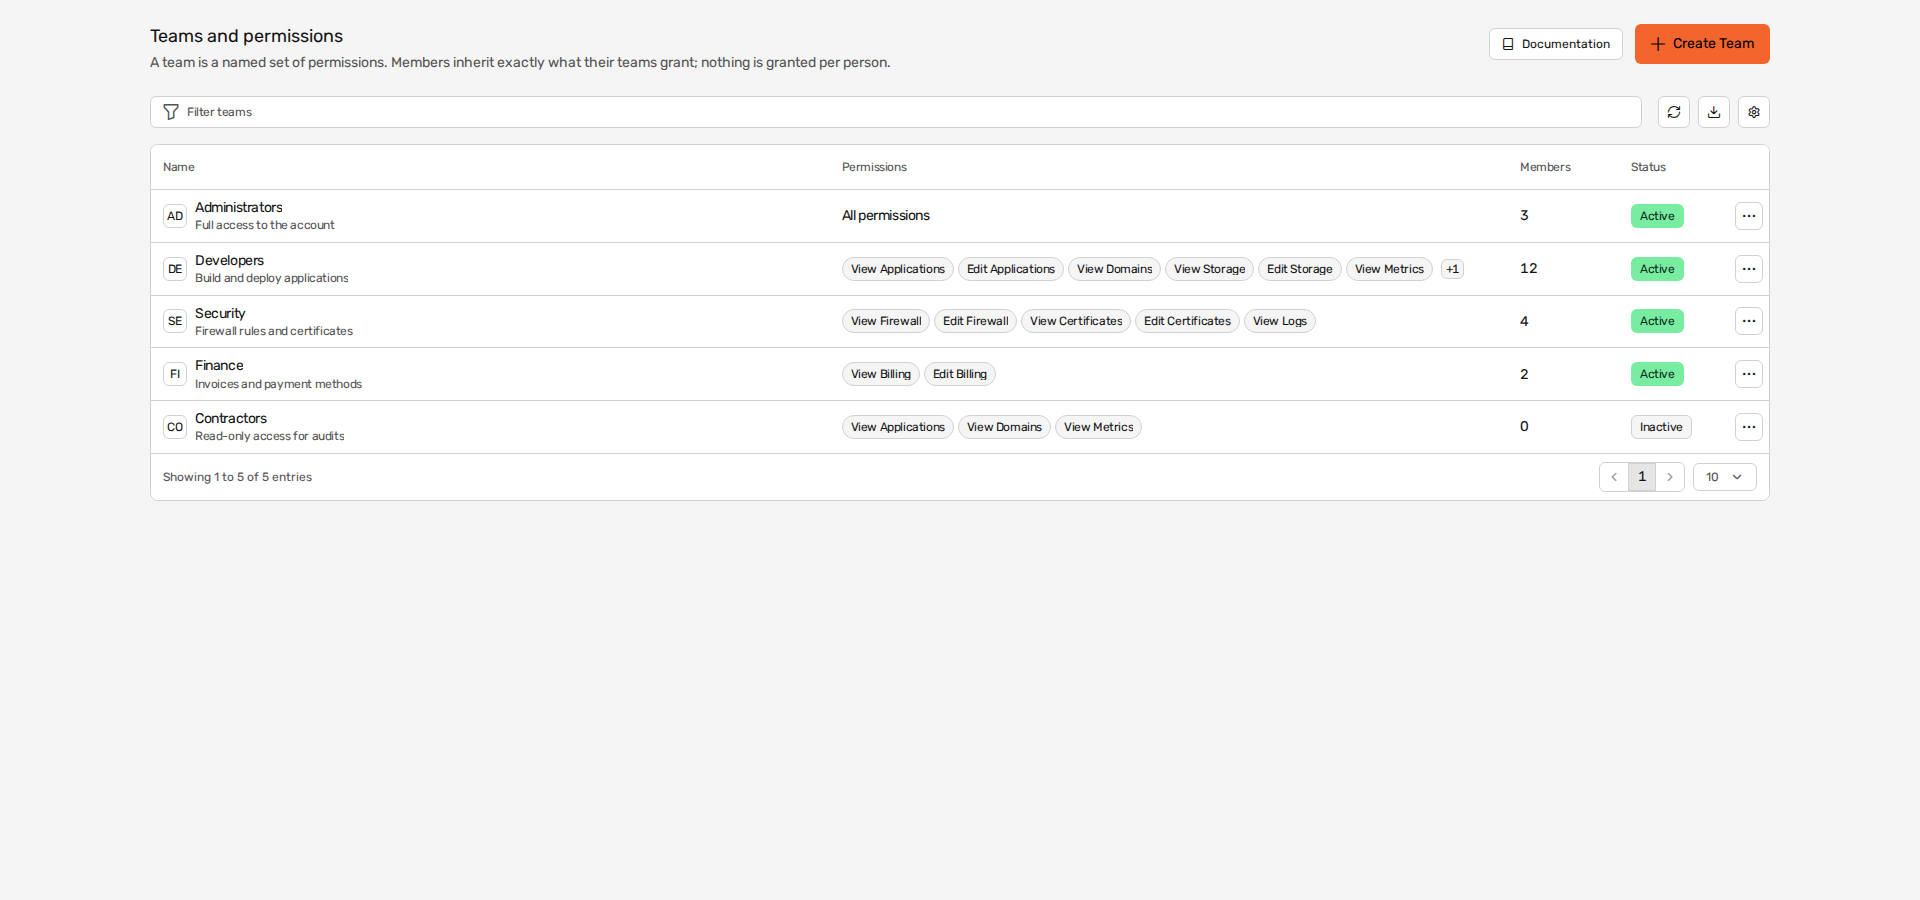 Teams and permissions
A team is a named set of permissions. Members inherit exactly what their teams grant; nothing is granted per person.
Documentation
Create Team
Filter teams
Name Permissions Members Status
AD Administrators All permissions 3 Active
Full access to the account
DE Developers View Applications Edit Applications View Domains View Storage Edit Storage View Metrics +1 12 Active
Build and deploy applications
SE Security View Firewall Edit Firewall View Certificates Edit Certificates View Logs 4 Active
Firewall rules and certificates
FI Finance View Billing Edit Billing 2 Active
Invoices and payment methods
CO Contractors View Applications View Domains View Metrics 0 Inactive
Read-only access for audits
Showing 1 to 5 of 5 entries 1 10